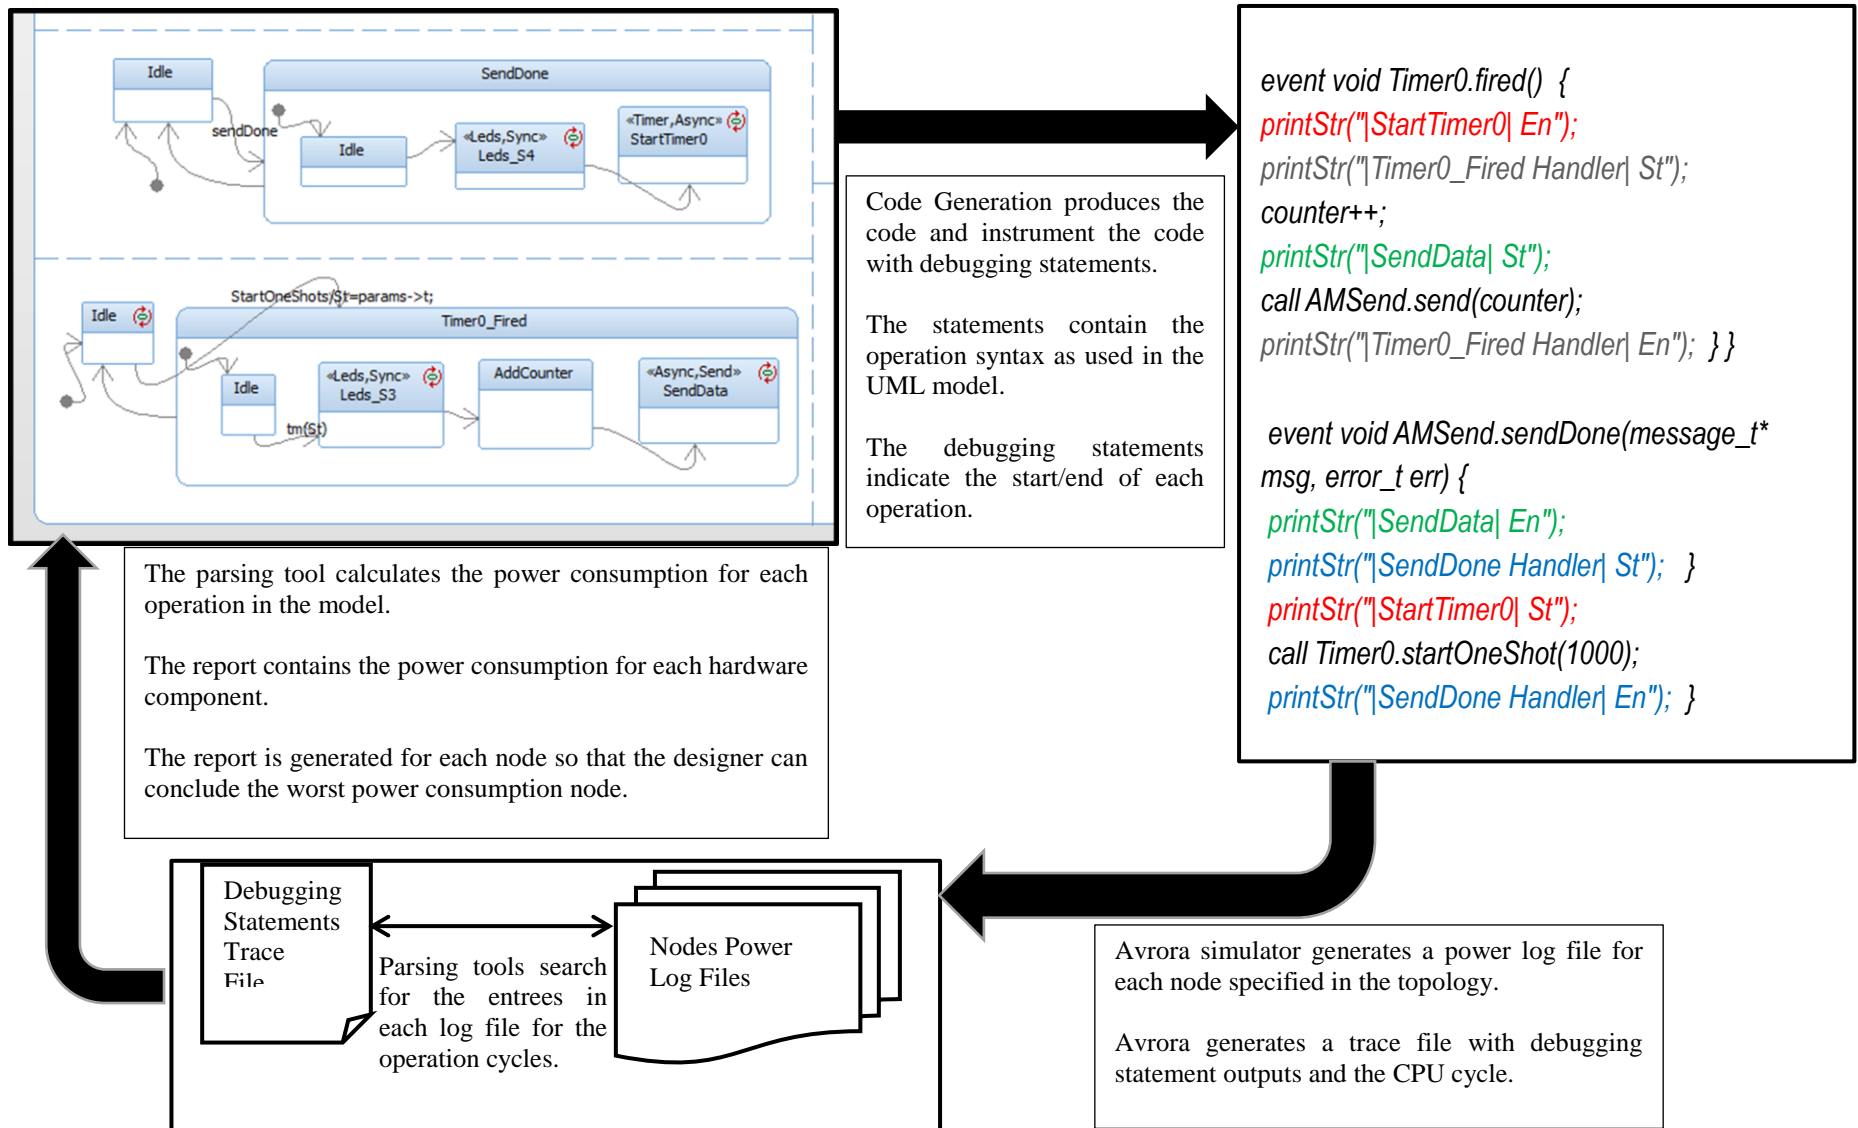 Idle
SendDone
sendDone
Idle
«Leds,Sync»
Leds_S4
«Timer,Async»
StartTimer0
StartOneShots/St=params->t;
Idle
Timer0_Fired
Idle
tm(St)
«Leds,Sync»
Leds_S3
AddCounter
«Async,Send»
SendData
Code Generation produces the
code and instrument the code
with debugging statements.
The statements contain the
operation syntax as used in the
UML model.
The debugging statements
indicate the start/end of each
operation.
event void Timer0.fired() {
printStr("|StartTimer0| En");
printStr("|Timer0_Fired Handler| St");
counter++;
printStr("|SendData| St");
call AMSend.send(counter);
printStr("|Timer0_Fired Handler| En"); } }
event void AMSend.sendDone(message_t*
msg, error_t err) {
printStr("|SendData| En");
printStr("|SendDone Handler| St"); }
printStr("|StartTimer0| St");
call Timer0.startOneShot(1000);
printStr("|SendDone Handler| En"); }
The parsing tool calculates the power consumption for each
operation in the model.
The report contains the power consumption for each hardware
component.
The report is generated for each node so that the designer can
conclude the worst power consumption node.
Debugging
Statements
Trace
File
Parsing tools search
for the entrees in
each log file for the
operation cycles.
Nodes Power
Log Files
Avrora simulator generates a power log file for
each node specified in the topology.
Avrora generates a trace file with debugging
statement outputs and the CPU cycle.